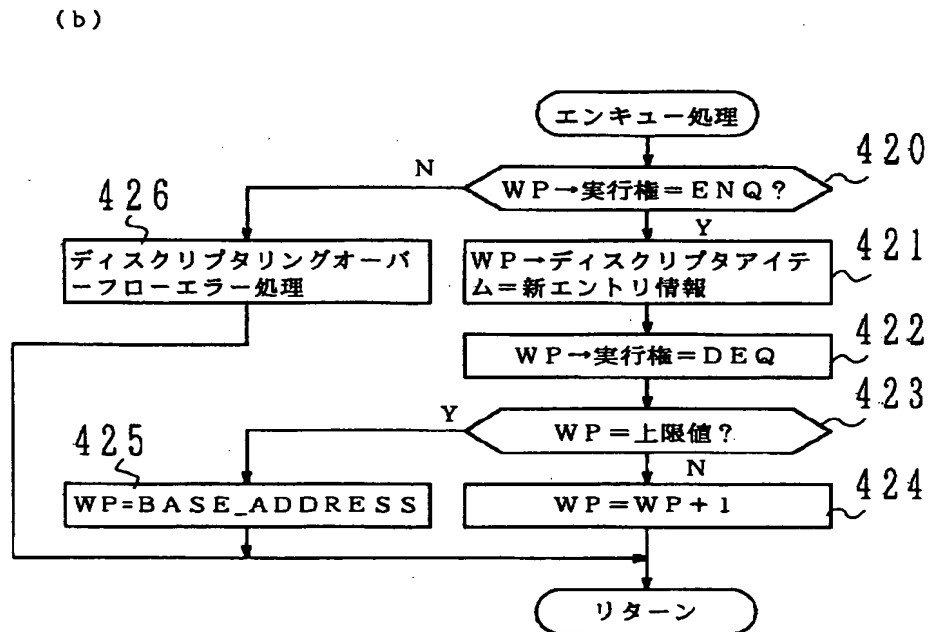 (b)
エンキュー処理
420
N
WP→実行権=ENQ?
426
Y
ディスクリプタリングオーバ
ーフローエラー処理
WP→ディスクリプタアイテ
ム=新エントリ情報
421
WP→実行権=DEQ
422
423
Y
WP=上限値?
425
N
WP=BASE_ADDRESS
WP=WP+1
424
リターン